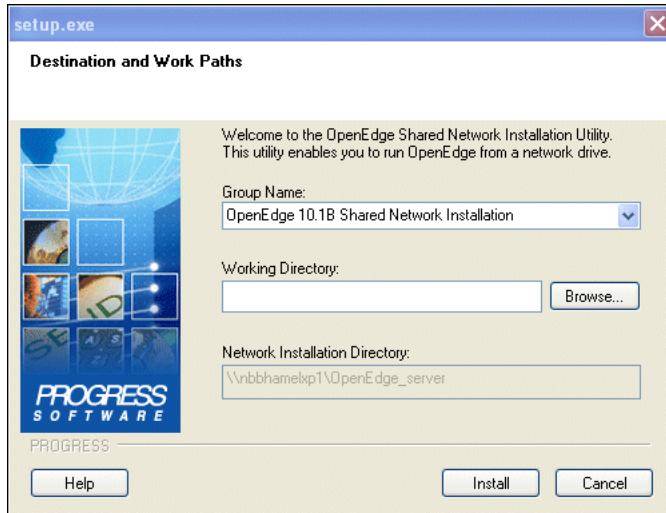 setup.exe
Destination and Work Paths
Welcome to the OpenEdge Shared Network Installation Utility.
This utility enables you to run OpenEdge from a network drive.
Group Name:
OpenEdge 10.1B Shared Network Installation
Working Directory:
Browse...
Network Installation Directory:
\\nbbhamelxp1\OpenEdge_server
PROGRESS
SOFTWARE
PROGRESS
Help
Install
Cancel